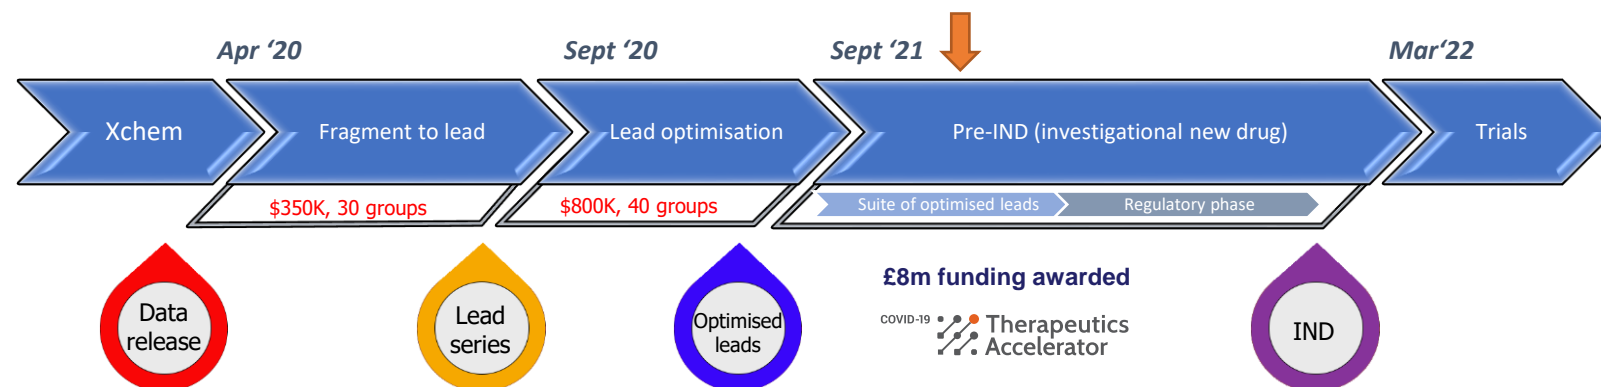 Apr ‘20
Sept ‘20
Sept ‘21
Mar‘22
Xchem
Fragment to lead
Lead optimisation
Pre-IND (investigational new drug)
Trials
$350K, 30 groups
$800K, 40 groups
Suite of optimised leads
Regulatory phase
Data
release
Lead
series
Optimised
leads
£8m funding awarded
COVID-19
Therapeutics
Accelerator
IND